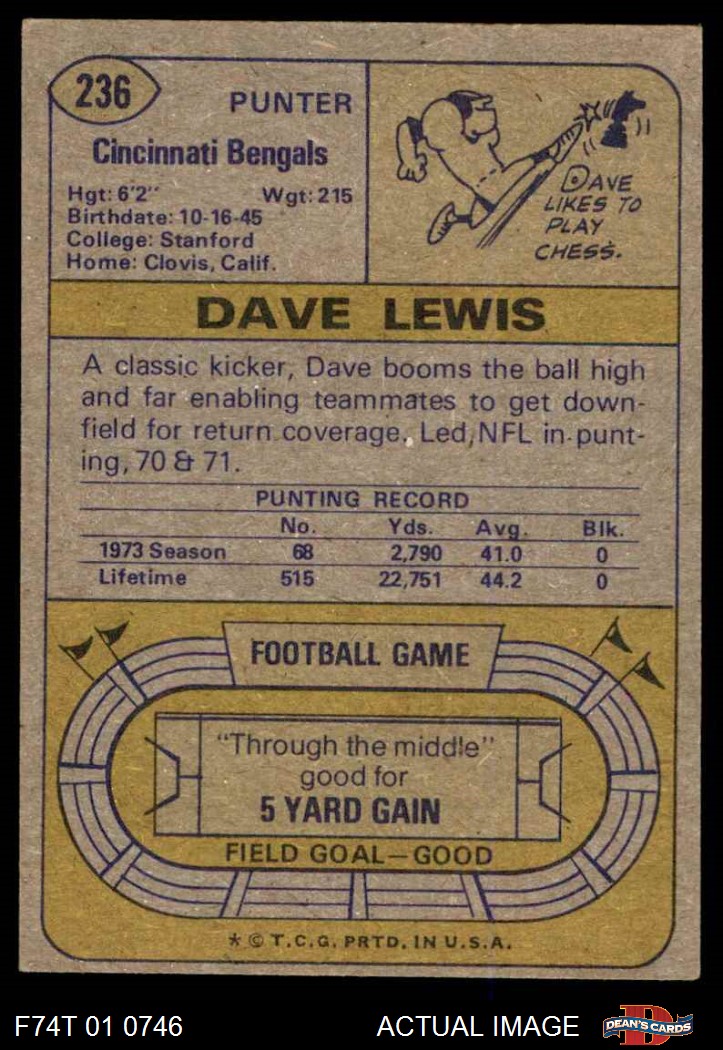 236
PUNTER
Cincinnati Bengals
Hgt: 6'2" Wgt: 215
Birthdate: 10-16-45
College: Stanford
Home: Clovis, Calif.
DAVE
LIKES TO
PLAY
CHESS.
DAVE LEWIS
A classic kicker, Dave booms the ball high
and far enabling teammates to get down-
field for return coverage. Led NFL in punt-
ing, 70 & 71.
PUNTING RECORD
No. Yds. Avg. Blk.
1973 Season 68 2,790 41.0 0
Lifetime 515 22,751 44.2 0
FOOTBALL GAME
"Through the middle"
good for
5 YARD GAIN
FIELD GOAL—GOOD
* © T.C.G. PRTD. IN U.S.A.
F74T 01 0746 ACTUAL IMAGE
DEAN'S CARDS